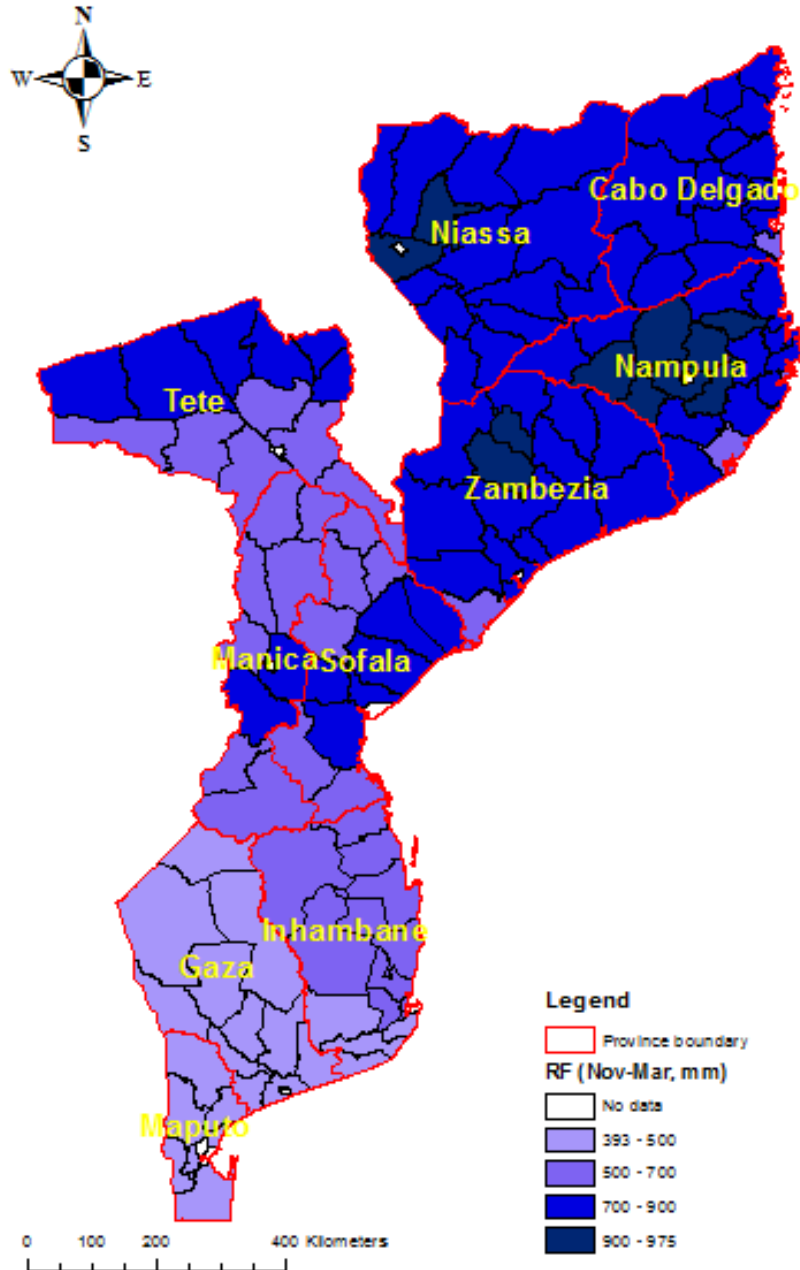 N
W E
S
Cabo Delgado
Niassa
Nampula
Tete
Zambezia
Manica Sofala
Inhambane
Gaza
Maputo
Legend
Province boundary
RF (Nov-Mar, mm)
No data
393 - 500
500 - 700
700 - 900
900 - 975
0 100 200 400 Kilometers